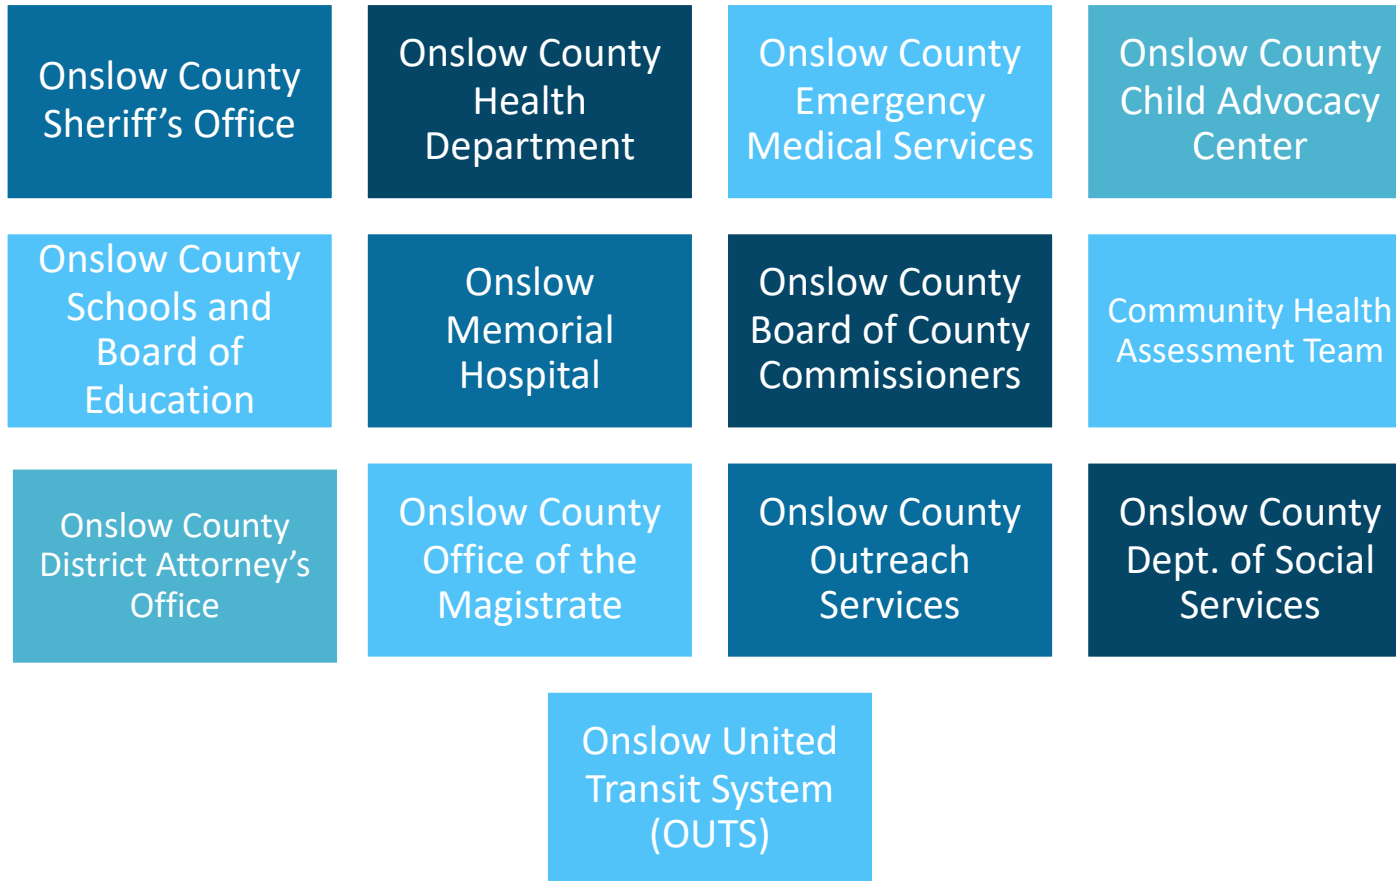 Onslow County
Sheriff’s Office
Onslow County
Health
Department
Onslow County
Emergency
Medical Services
Onslow County
Child Advocacy
Center
Onslow County
Schools and
Board of
Education
Onslow
Memorial
Hospital
Onslow County
Board of County
Commissioners
Community Health
Assessment Team
Onslow County
District Attorney’s
Office
Onslow County
Office of the
Magistrate
Onslow County
Outreach
Services
Onslow County
Dept. of Social
Services
Onslow United
Transit System
(OUTS)